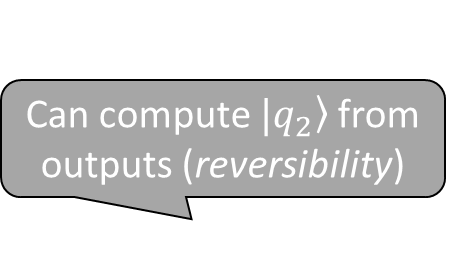 Can compute |q₂⟩ from
outputs (reversibility)